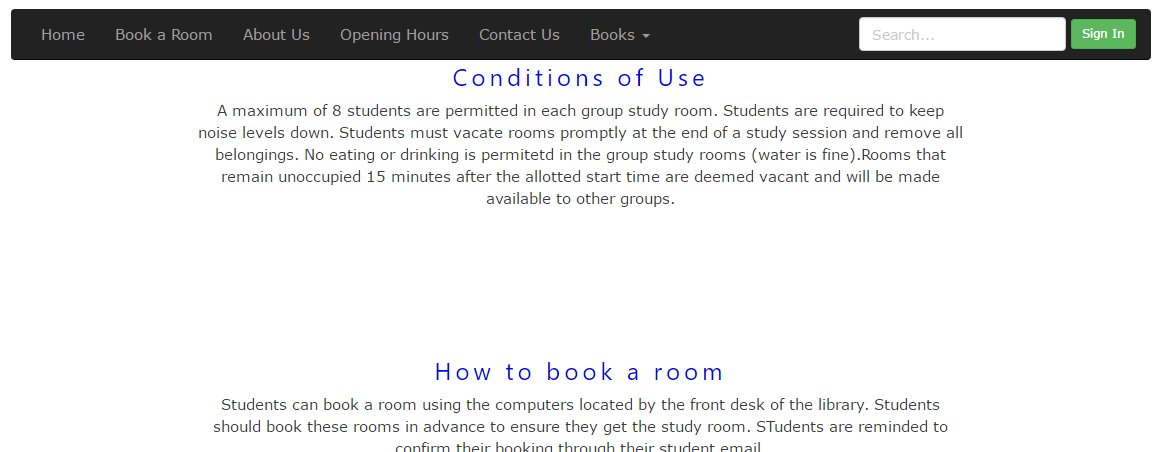 Home Book a Room About Us Opening Hours Contact Us Books Search... Sign In
Conditions of Use
A maximum of 8 students are permitted in each group study room. Students are required to keep
noise levels down. Students must vacate rooms promptly at the end of a study session and remove all
belongings. No eating or drinking is permitetd in the group study rooms (water is fine).Rooms that
remain unoccupied 15 minutes after the allotted start time are deemed vacant and will be made
available to other groups.
How to book a room
Students can book a room using the computers located by the front desk of the library. Students
should book these rooms in advance to ensure they get the study room. STudents are reminded to
confirm their booking through their student email